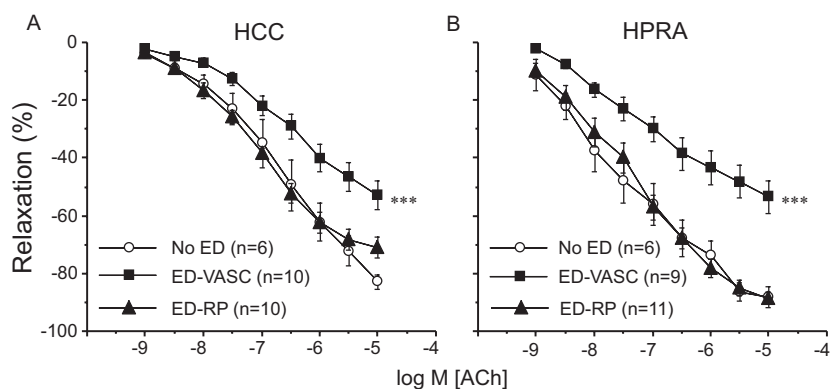 A
HCC
B
HPRA
Relaxation (%)
0
-20
-40
-60
-80
-100
***
No ED (n=6)
ED-VASC (n=10)
ED-RP (n=10)
-9 -8 -7 -6 -5 -4
***
No ED (n=6)
ED-VASC (n=9)
ED-RP (n=11)
-9 -8 -7 -6 -5 -4
log M [ACh]